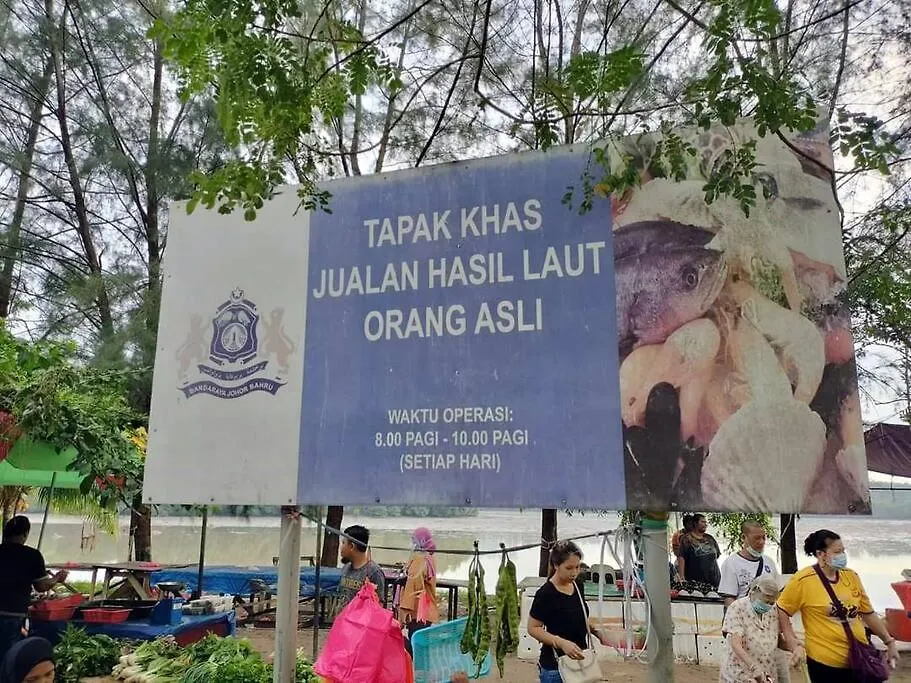 TAPAK KHAS
JUALAN HASIL LAUT
ORANG ASLI
WAKTU OPERASI:
8.00 PAGI - 10.00 PAGI
(SETIAP HARI)
BANDARAYA JOHOR BAHRU